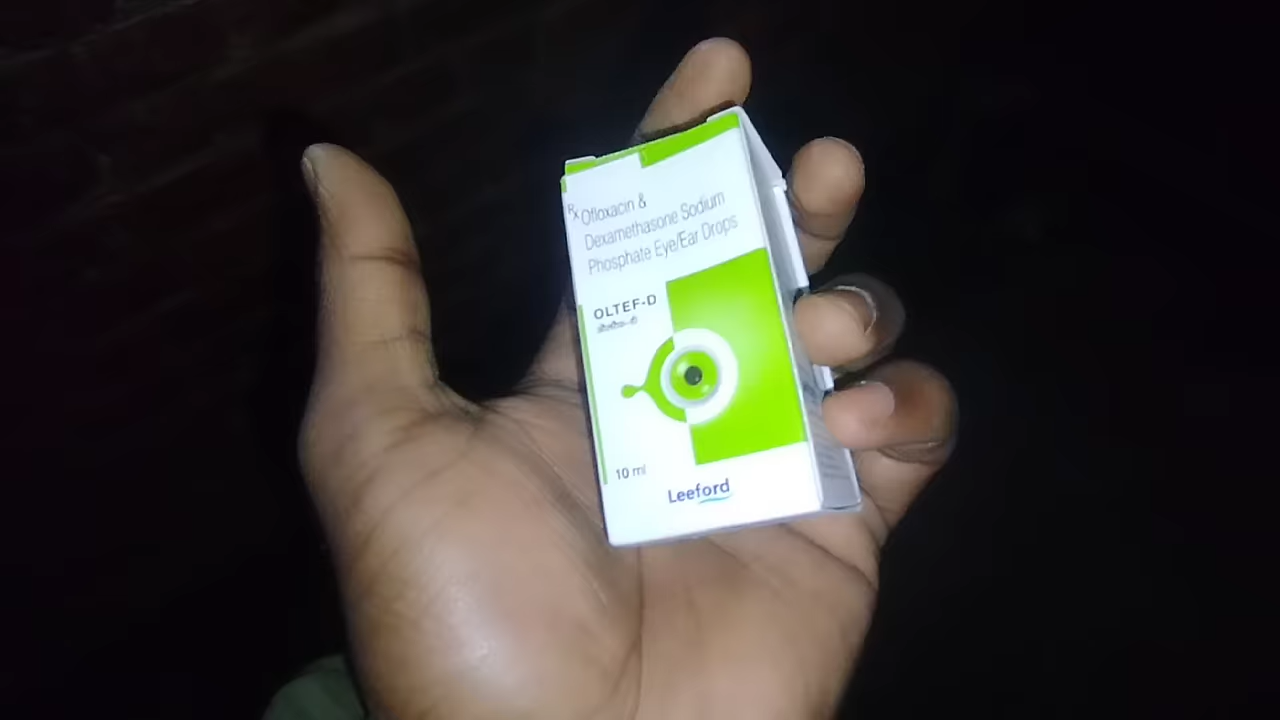 Rx Ofloxacin &
Dexamethasone Sodium
Phosphate Eye/Ear Drops
OLTEF-D
10 ml
Leeford